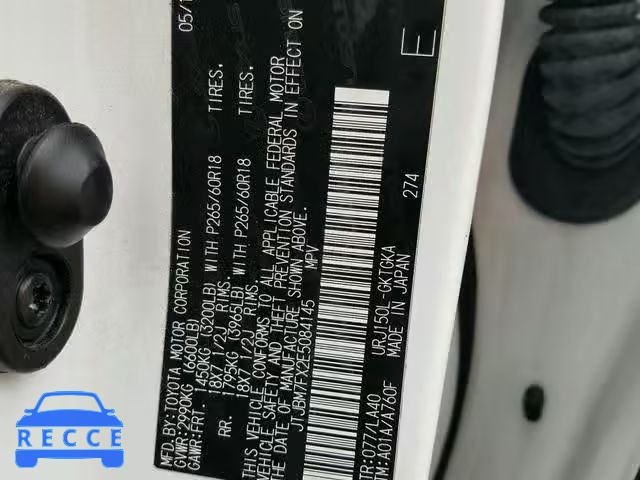 MFD.BY:TOYOTA MOTOR CORPORATION 05/1
GVWR:2990KG (6600LB)
GAWR:FRT. 1450KG (3200LB) WITH P265/60R18 TIRES,
18X7 1/2J RIMS.
RR. 1795KG (3965LB) WITH P265/60R18 TIRES,
18X7 1/2J RIMS.
THIS VEHICLE CONFORMS TO ALL APPLICABLE FEDERAL MOTOR
VEHICLE SAFETY AND THEFT PREVENTION STANDARDS IN EFFECT ON
THE DATE OF MANUFACTURE SHOWN ABOVE.
JTJBM7FX2E5084145 MPV
E
274
TR:077/LA40 URJ150L-GKTGKA
TM:A01A/A760F MADE IN JAPAN
RECCE